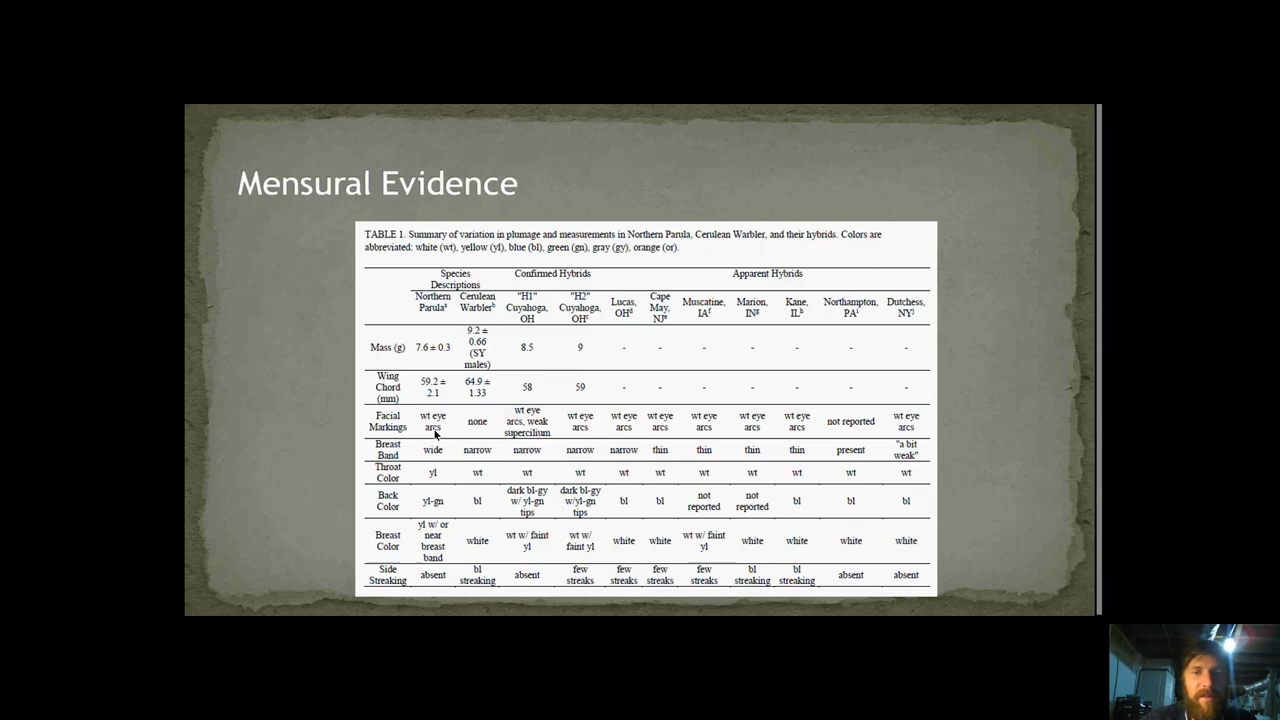 Mensural Evidence
TABLE 1. Summary of variation in plumage and measurements in Northern Parula, Cerulean Warbler, and their hybrids. Colors are
abbreviated: white (wt), yellow (yl), blue (bl), green (gn), gray (gy), orange (or).
Species Descriptions Confirmed Hybrids Apparent Hybrids
Northern Parulaᵃ Cerulean Warblerᵇ "H1" Cuyahoga, OH "H2" Cuyahoga, OHᶜ Lucas, OHᵈ Cape May, NJᵉ Muscatine, IAᶠ Marion, INᵍ Kane, ILʰ Northampton, PAⁱ Dutchess, NYʲ
Mass (g) 7.6 ± 0.3 9.2 ± 0.66 (SY males) 8.5 9 - - - - - - -
Wing Chord (mm) 59.2 ± 2.1 64.9 ± 1.33 58 59 - - - - - - -
Facial Markings wt eye arcs none wt eye arcs, weak supercilium wt eye arcs wt eye arcs wt eye arcs wt eye arcs wt eye arcs wt eye arcs not reported wt eye arcs
Breast Band wide narrow narrow narrow narrow thin thin thin thin present "a bit weak"
Throat Color yl wt wt wt wt wt wt wt wt wt wt
Back Color yl-gn bl dark bl-gy w/ yl-gn tips dark bl-gy w/yl-gn tips bl bl not reported not reported bl bl bl
Breast Color yl w/ or near breast band white wt w/ faint yl wt w/ faint yl white white wt w/ faint yl white white white white
Side Streaking absent bl streaking absent few streaks few streaks few streaks few streaks bl streaking bl streaking absent absent